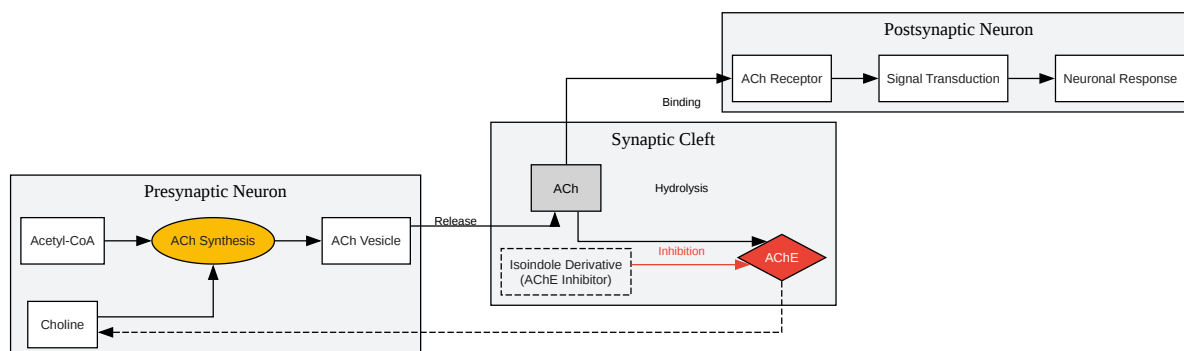 Postsynaptic Neuron
ACh Receptor
Signal Transduction
Neuronal Response
Binding
Synaptic Cleft
ACh
Hydrolysis
Presynaptic Neuron
Acetyl-CoA
ACh Synthesis
ACh Vesicle
Release
Isoindole Derivative
(AChE Inhibitor)
Inhibition
AChE
Choline